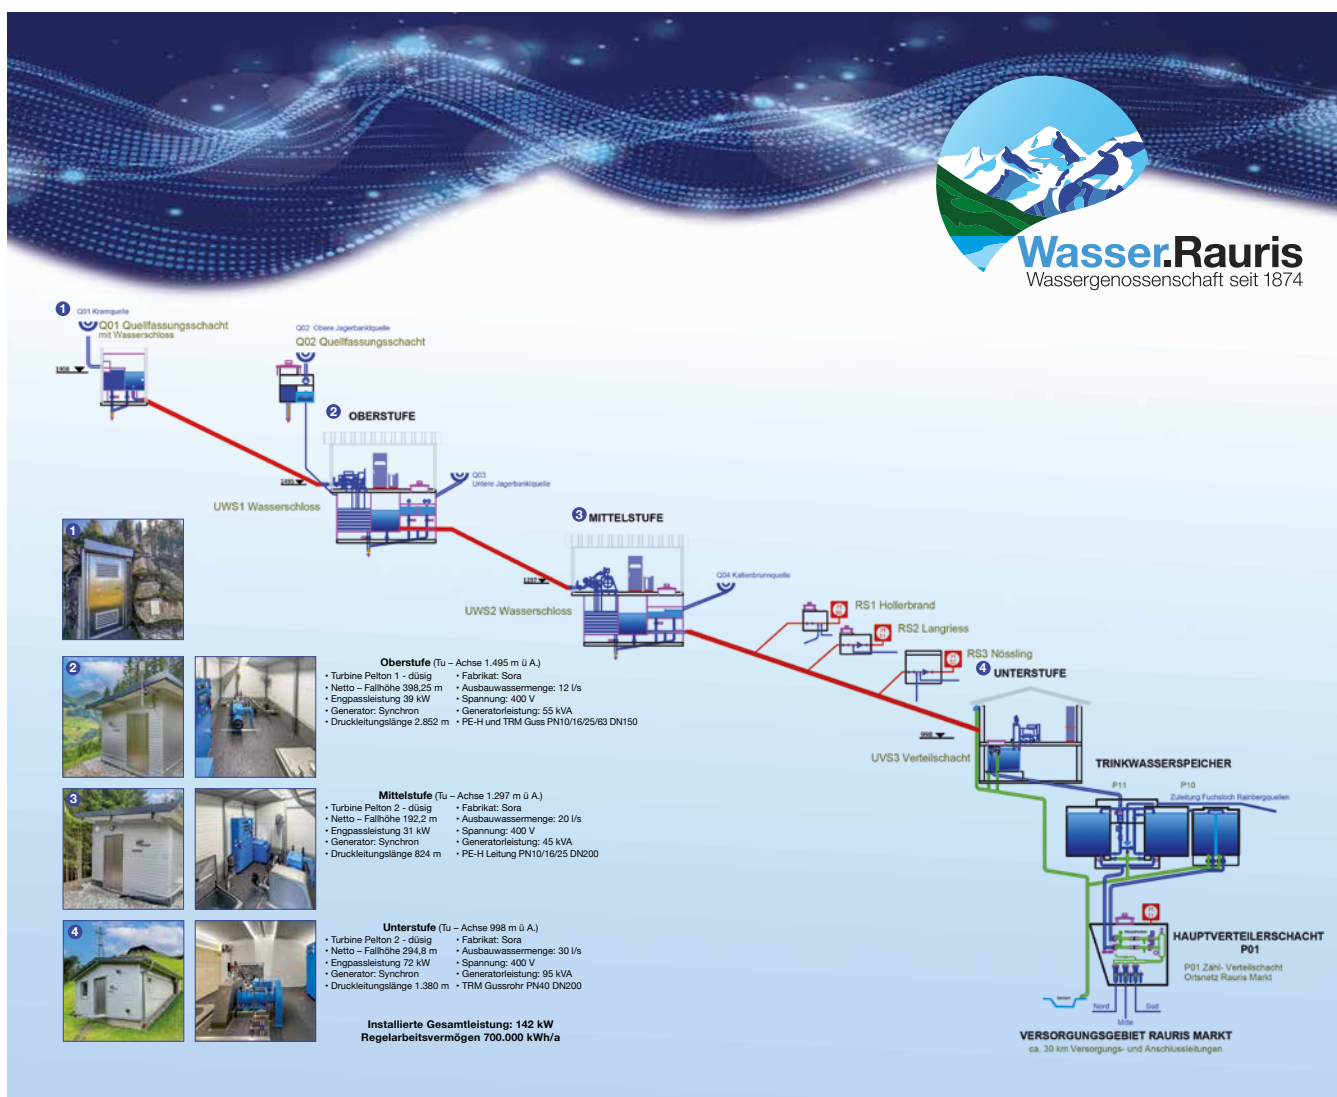 Wasser.Rauris
Wassergenossenschaft seit 1874
1
Q01 Kramquelle
Q01 Quellfassungsschacht
mit Wasserschloss
1908
Q02 Obere Jagerbanklquelle
Q02 Quellfassungsschacht
2 OBERSTUFE
1495
UWS1 Wasserschloss
Q03
Untere Jagerbanklquelle
3 MITTELSTUFE
1297
UWS2 Wasserschloss
Q04 Kaltenbrunnquelle
RS1 Hollerbrand
RS2 Langriess
RS3 Nössling
4 UNTERSTUFE
998
UVS3 Verteilschacht
TRINKWASSERSPEICHER
P11
P10
Zuleitung Fuchsloch Rainbergquellen
HAUPTVERTEILERSCHACHT
P01
P01 Zähl- Verteilschacht
Ortsnetz Rauris Markt
Nord
Mitte
Süd
VERSORGUNGSGEBIET RAURIS MARKT
ca. 30 km Versorgungs- und Anschlussleitungen
1
2
Oberstufe (Tu – Achse 1.495 m ü A.)
• Turbine Pelton 1 - düsig • Fabrikat: Sora
• Netto – Fallhöhe 398,25 m • Ausbauwassermenge: 12 l/s
• Engpassleistung 39 kW • Spannung: 400 V
• Generator: Synchron • Generatorleistung: 55 kVA
• Druckleitungslänge 2.852 m • PE-H und TRM Guss PN10/16/25/63 DN150
3
Mittelstufe (Tu – Achse 1.297 m ü A.)
• Turbine Pelton 2 - düsig • Fabrikat: Sora
• Netto – Fallhöhe 192,2 m • Ausbauwassermenge: 20 l/s
• Engpassleistung 31 kW • Spannung: 400 V
• Generator: Synchron • Generatorleistung: 45 kVA
• Druckleitungslänge 824 m • PE-H Leitung PN10/16/25 DN200
4
Unterstufe (Tu – Achse 998 m ü A.)
• Turbine Pelton 2 - düsig • Fabrikat: Sora
• Netto – Fallhöhe 294,8 m • Ausbauwassermenge: 30 l/s
• Engpassleistung 72 kW • Spannung: 400 V
• Generator: Synchron • Generatorleistung: 95 kVA
• Druckleitungslänge 1.380 m • TRM Gussrohr PN40 DN200
Installierte Gesamtleistung: 142 kW
Regelarbeitsvermögen 700.000 kWh/a